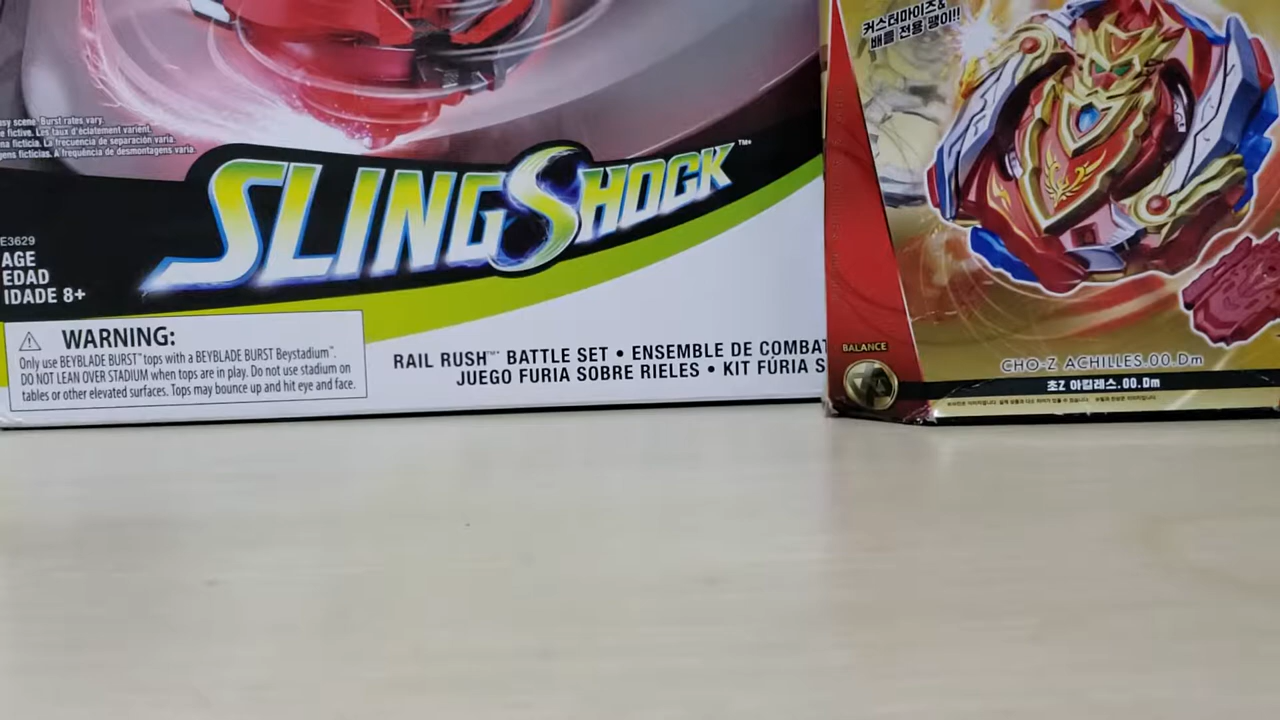 sy scene. Burst rates vary.
e fictive. Les taux d'éclatement varient.
na ficticia. La frecuencia de separación varía.
gens fictícias. A frequência de desmontagens varia.
SLINGSHOCK™
E3629
AGE
EDAD
IDADE 8+
WARNING:
Only use BEYBLADE BURST™ tops with a BEYBLADE BURST Beystadium™.
DO NOT LEAN OVER STADIUM when tops are in play. Do not use stadium on
tables or other elevated surfaces. Tops may bounce up and hit eye and face.
RAIL RUSH™ BATTLE SET • ENSEMBLE DE COMBAT
JUEGO FURIA SOBRE RIELES • KIT FÚRIA S
커스터마이즈&
배틀 전용 팽이!!
BALANCE
CHO-Z ACHILLES.00.Dm
초Z 아킬레스.00.Dm